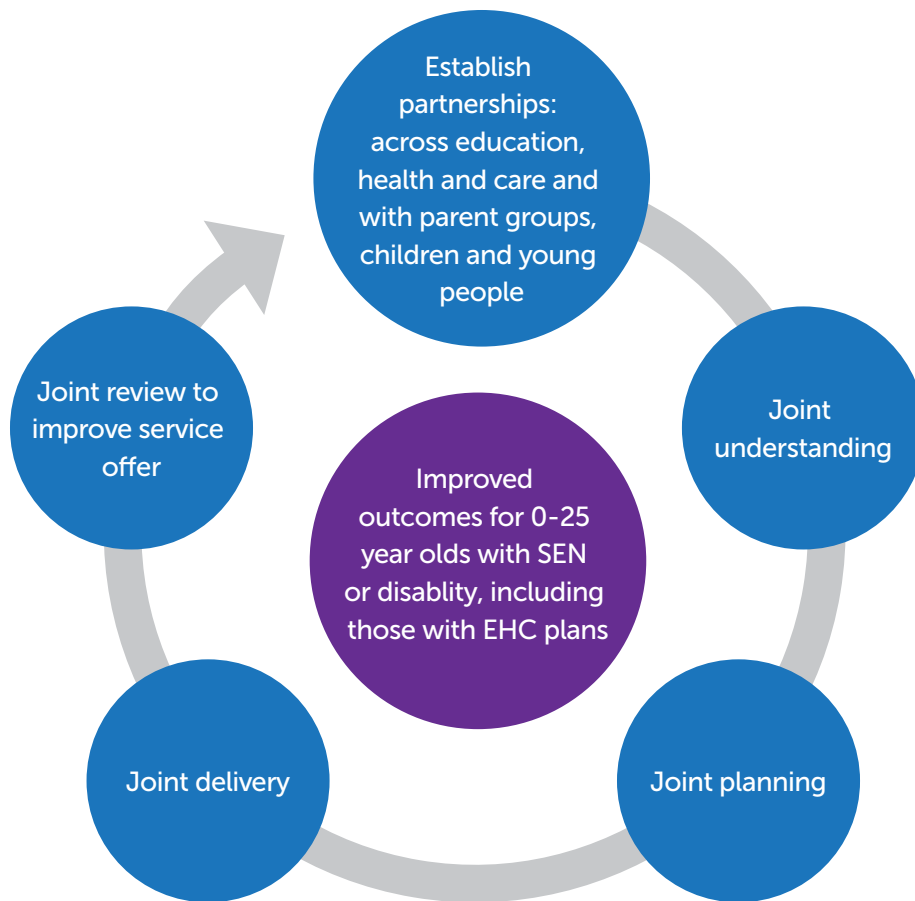 Establish
partnerships:
across education,
health and care and
with parent groups,
children and young
people
Joint
understanding
Joint planning
Joint delivery
Joint review to
improve service
offer
Improved
outcomes for 0-25
year olds with SEN
or disablity, including
those with EHC plans